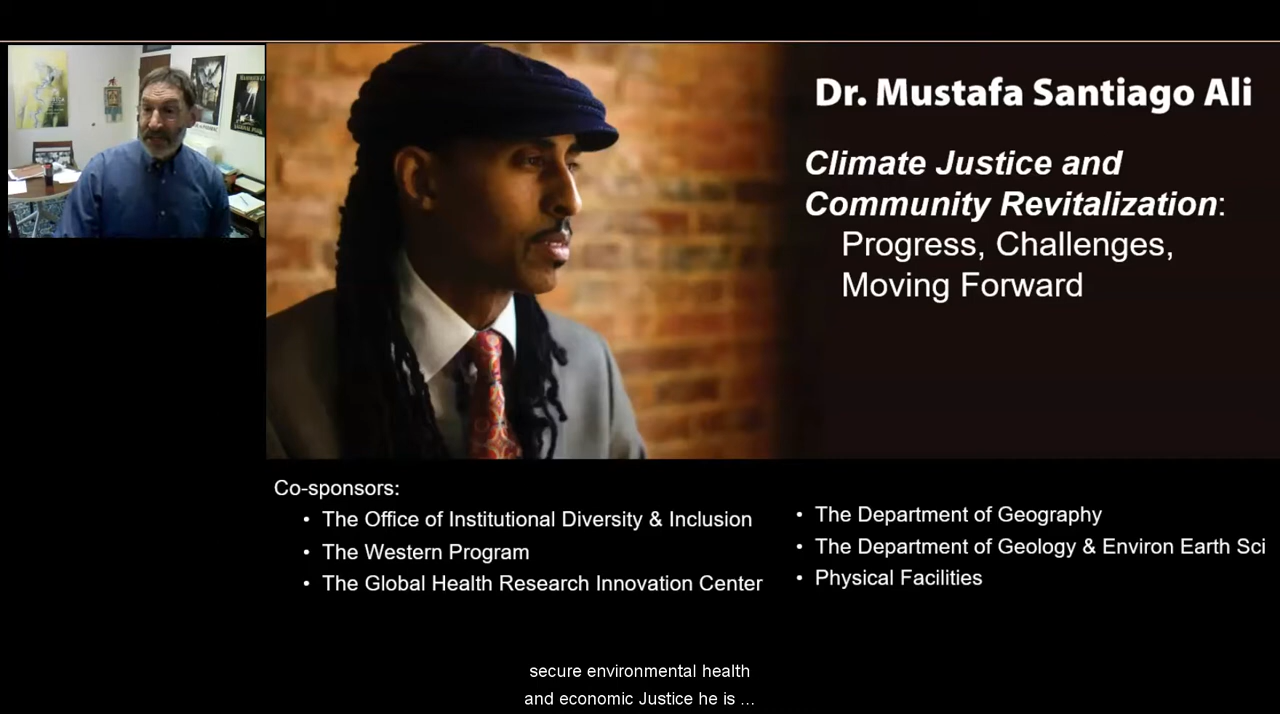 Dr. Mustafa Santiago Ali
Climate Justice and
Community Revitalization:
Progress, Challenges,
Moving Forward
Co-sponsors:
• The Office of Institutional Diversity & Inclusion
• The Western Program
• The Global Health Research Innovation Center
• The Department of Geography
• The Department of Geology & Environ Earth Sci
• Physical Facilities
secure environmental health
and economic Justice he is ...